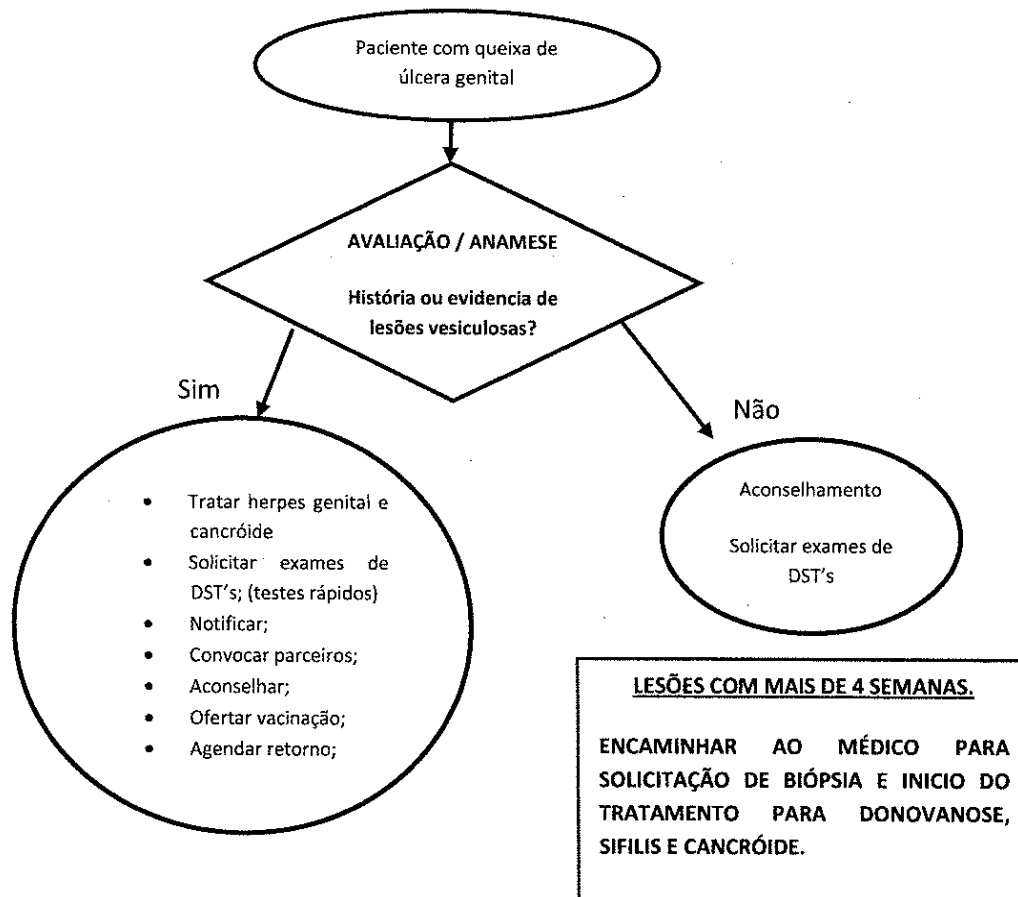 Paciente com queixa de
úlcera genital
AVALIAÇÃO / ANAMESE
História ou evidencia de
lesões vesiculosas?
Sim
Não
• Tratar herpes genital e
cancróide
• Solicitar exames de
DST's; (testes rápidos)
• Notificar;
• Convocar parceiros;
• Aconselhar;
• Ofertar vacinação;
• Agendar retorno;
Aconselhamento
Solicitar exames de
DST's
LESÕES COM MAIS DE 4 SEMANAS.
ENCAMINHAR AO MÉDICO PARA
SOLICITAÇÃO DE BIÓPSIA E INICIO DO
TRATAMENTO PARA DONOVANOSE,
SIFILIS E CANCRÓIDE.